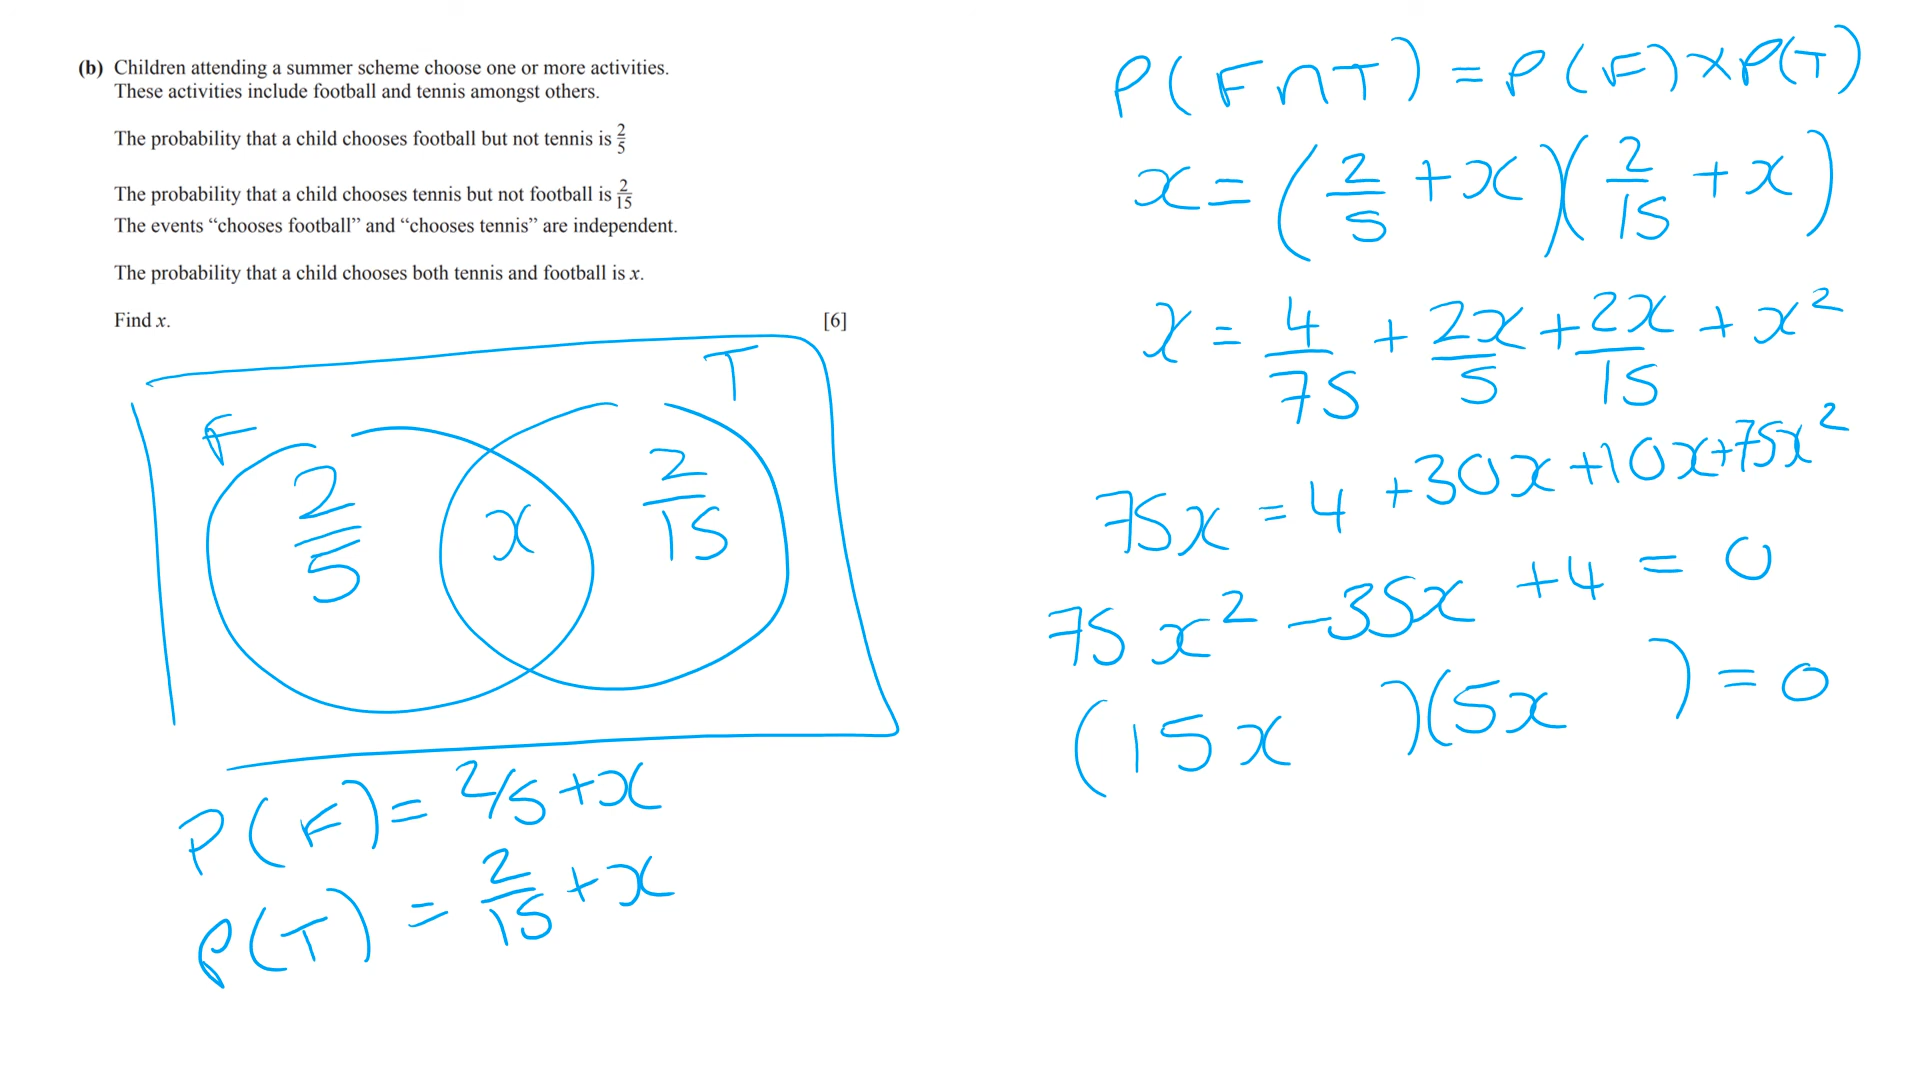 (b) Children attending a summer scheme choose one or more activities.
These activities include football and tennis amongst others.
The probability that a child chooses football but not tennis is 2/5
The probability that a child chooses tennis but not football is 2/15
The events “chooses football” and “chooses tennis” are independent.
The probability that a child chooses both tennis and football is x.
Find x. [6]
T
F
2/5 x 2/15
P(F) = 2/5 + x
P(T) = 2/15 + x
P(F∩T) = P(F) × P(T)
x = (2/5 + x)(2/15 + x)
x = 4/75 + 2x/5 + 2x/15 + x²
75x = 4 + 30x + 10x + 75x²
75x² - 35x + 4 = 0
(15x )(5x ) = 0